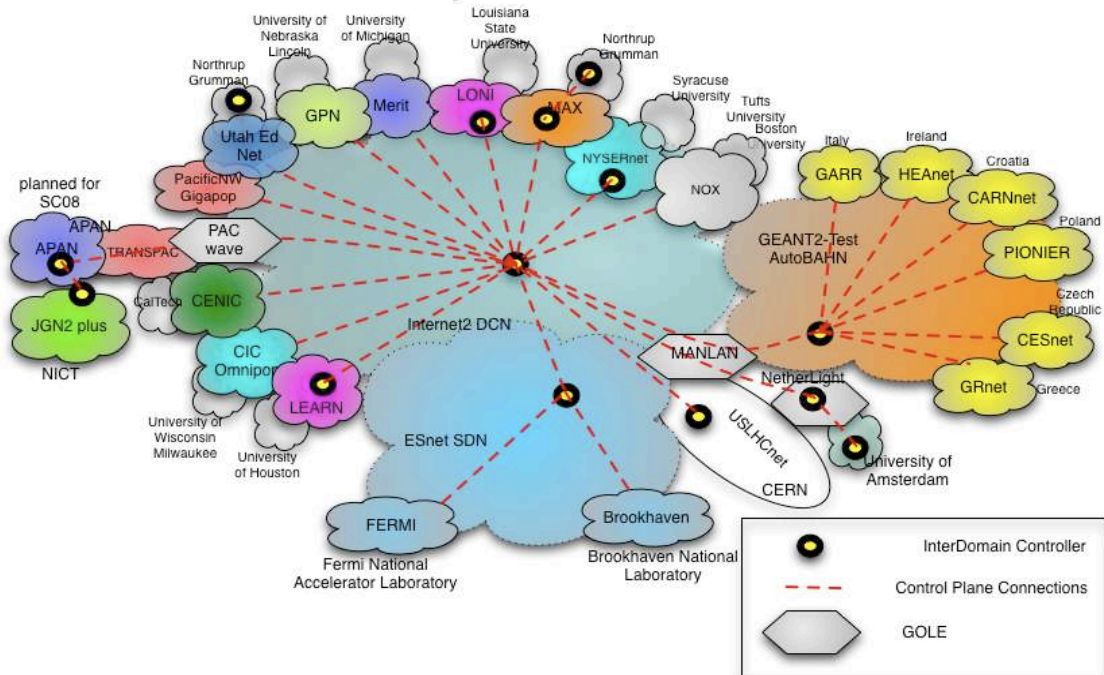 University of
Nebraska
Lincoln
University
of Michigan
Louisiana
State
University
Northrup
Grumman
Northrup
Grumman
Syracuse
University
Tufts
University
Boston
University
GPN
Merit
LONI
MAX
Utah Ed
Net
NYSERnet
NOX
PacificNW
Gigapop
planned for
SC08
APAN
APAN
TRANSPAC
PAC
wave
CalTech
CENIC
JGN2 plus
NICT
CIC
Omnipop
LEARN
University of
Wisconsin
Milwaukee
University
of Houston
Internet2 DCN
Italy
Ireland
Croatia
Poland
Czech
Republic
Greece
GARR
HEAnet
CARNnet
PIONIER
CESnet
GRnet
GEANT2-Test
AutoBAHN
MANLAN
NetherLight
USLHCnet
CERN
University of
Amsterdam
ESnet SDN
FERMI
Fermi National
Accelerator Laboratory
Brookhaven
Brookhaven National
Laboratory
InterDomain Controller
Control Plane Connections
GOLE